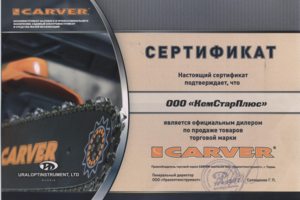 CARVER
СЕРТИФИКАТ
Настоящий сертификат
подтверждает, что
ООО «КемСтарПлюс»
является официальным дилером
по продаже товаров
торговой марки
CARVER
CARVER
URALOPTINSTRUMENT, LTD
Генеральный директор
ООО «Уралоптинструмент»